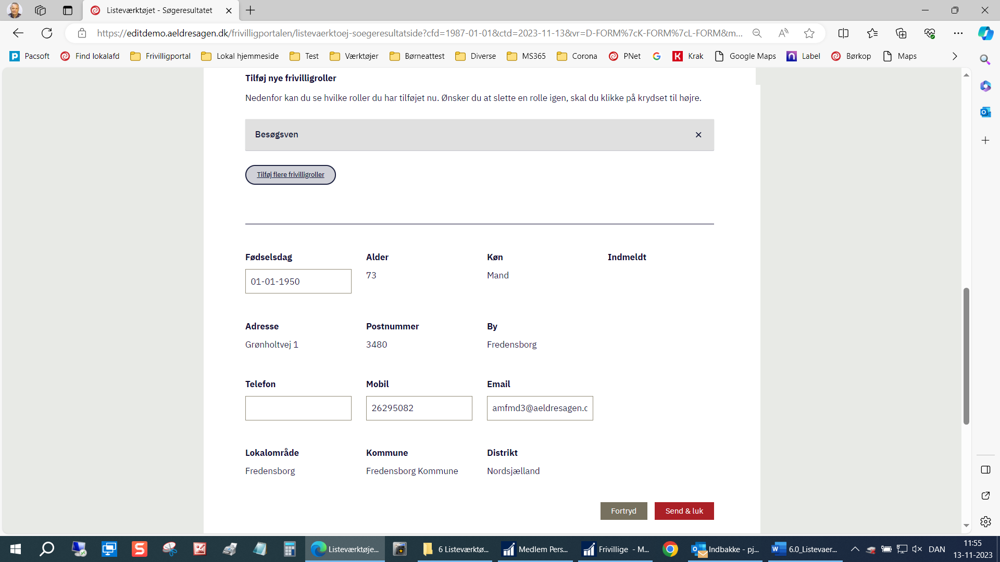 Listeværktøjet - Søgeresultatet
https://editdemo.aeldresagen.dk/frivilligportalen/listevaerktoej-soegeresultatside?cfd=1987-01-01&ctd=2023-11-13&vr=D-FORM%7cK-FORM%7cL-FORM&m...
Pacsoft Find lokalafd Frivilligportal Lokal hjemmeside Test Værktøjer Børneattest Diverse MS365 Corona PNet Krak Google Maps Label Børkop Maps
Tilføj nye frivilligroller
Nedenfor kan du se hvilke roller du har tilføjet nu. Ønsker du at slette en rolle igen, skal du klikke på krydset til højre.
Besøgsven
Tilføj flere frivilligroller
Fødselsdag Alder Køn Indmeldt
01-01-1950 73 Mand
Adresse Postnummer By
Grønholtvej 1 3480 Fredensborg
Telefon Mobil Email
26295082 amfmd3@aeldresagen.
Lokalområde Kommune Distrikt
Fredensborg Fredensborg Kommune Nordsjælland
Fortryd Send & luk
Listeværktøje... 6 Listeværktø... Medlem Pers... Frivillige - M... Indbakke - pj... 6.0_Listevaer... DAN 11:55
13-11-2023